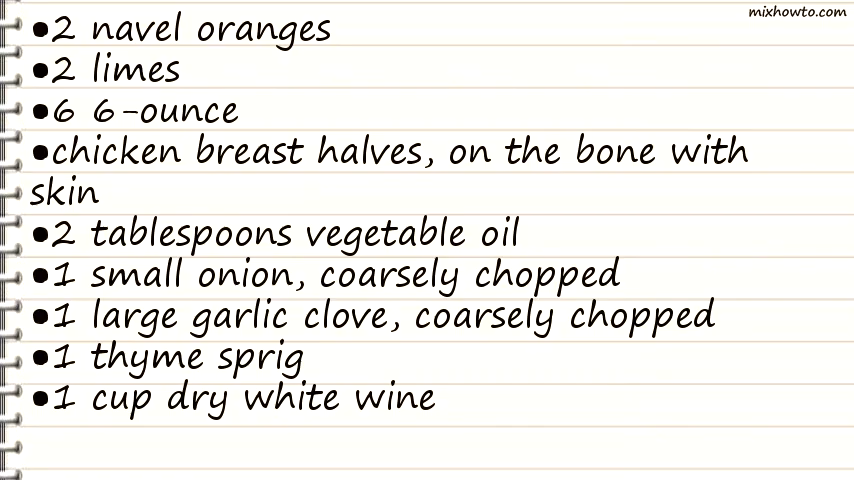 mixhowto.com
•2 navel oranges
•2 limes
•6 6-ounce
•chicken breast halves, on the bone with
skin
•2 tablespoons vegetable oil
•1 small onion, coarsely chopped
•1 large garlic clove, coarsely chopped
•1 thyme sprig
•1 cup dry white wine